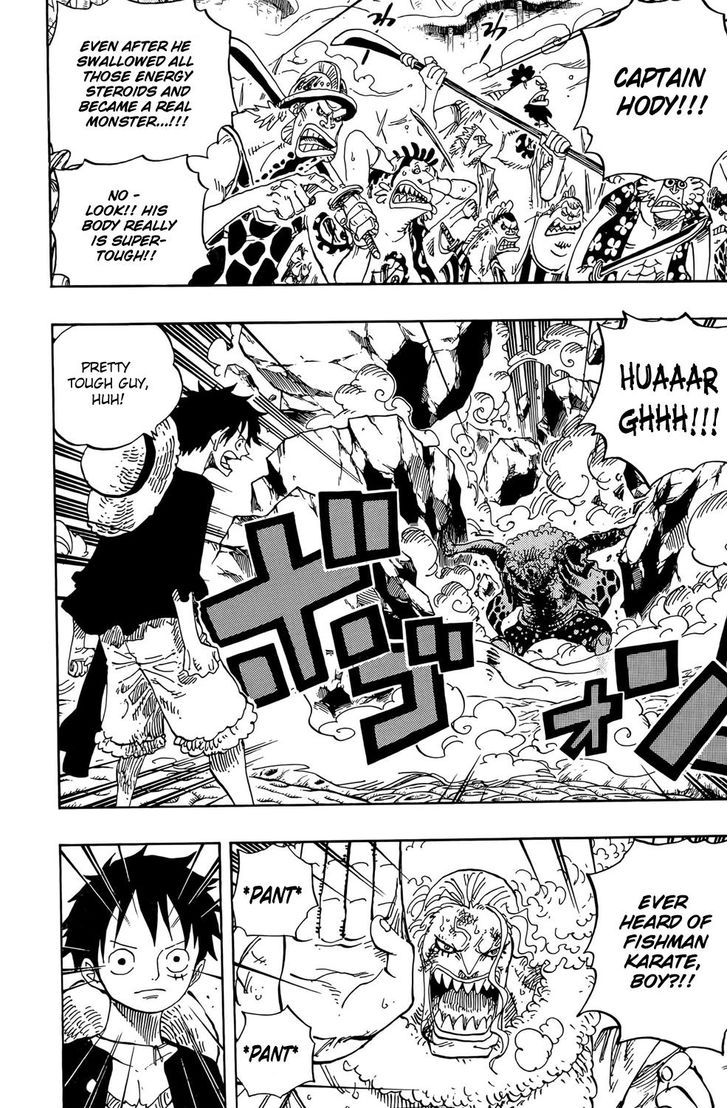 CAPTAIN
HODY!!!
EVEN AFTER HE
SWALLOWED ALL
THOSE ENERGY
STEROIDS AND
BECAME A REAL
MONSTER...!!!
NO -
LOOK!! HIS
BODY REALLY
IS SUPER-
TOUGH!!
HUAAAR
GHHH!!!
PRETTY
TOUGH GUY,
HUH!
EVER
HEARD OF
FISHMAN
KARATE,
BOY?!!
*PANT*
*PANT*